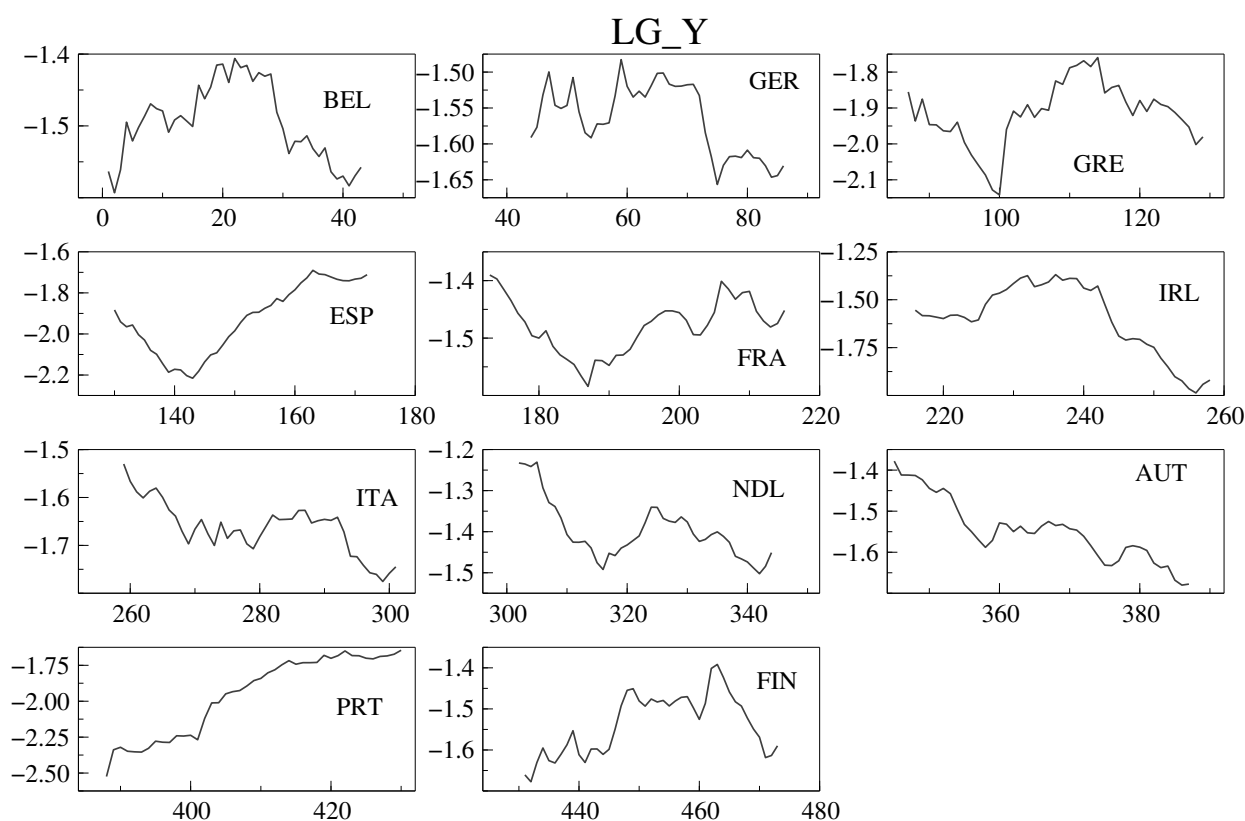 LG_Y
−1.4 −1.50 −1.8
BEL GER
−1.55 −1.9
−1.5 −1.60 −2.0
GRE
−1.65 −2.1
0 20 40 40 60 80 100 120
−1.6 −1.4 −1.25
−1.8 IRL
−1.50
ESP
−2.0 −1.5 FRA −1.75
−2.2
140 160 180 180 200 220 220 240 260
−1.5 −1.2
AUT
−1.3 −1.4
−1.6 ITA NDL
−1.4 −1.5
−1.7 −1.6
−1.5
260 280 300 300 320 340 360 380
−1.75 −1.4
FIN
−2.00 PRT −1.5
−2.25
−1.6
−2.50
400 420 440 460 480